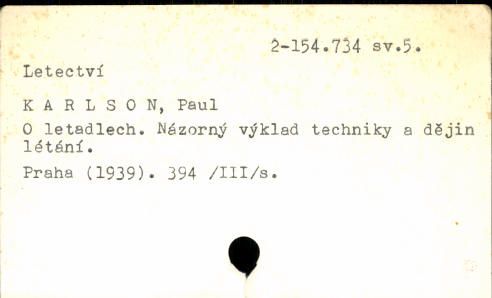 2-154.734 sv.5.
Letectví
K A R L S O N, Paul
O letadlech. Názorný výklad techniky a dějin
létání.
Praha (1939). 394 /III/s.